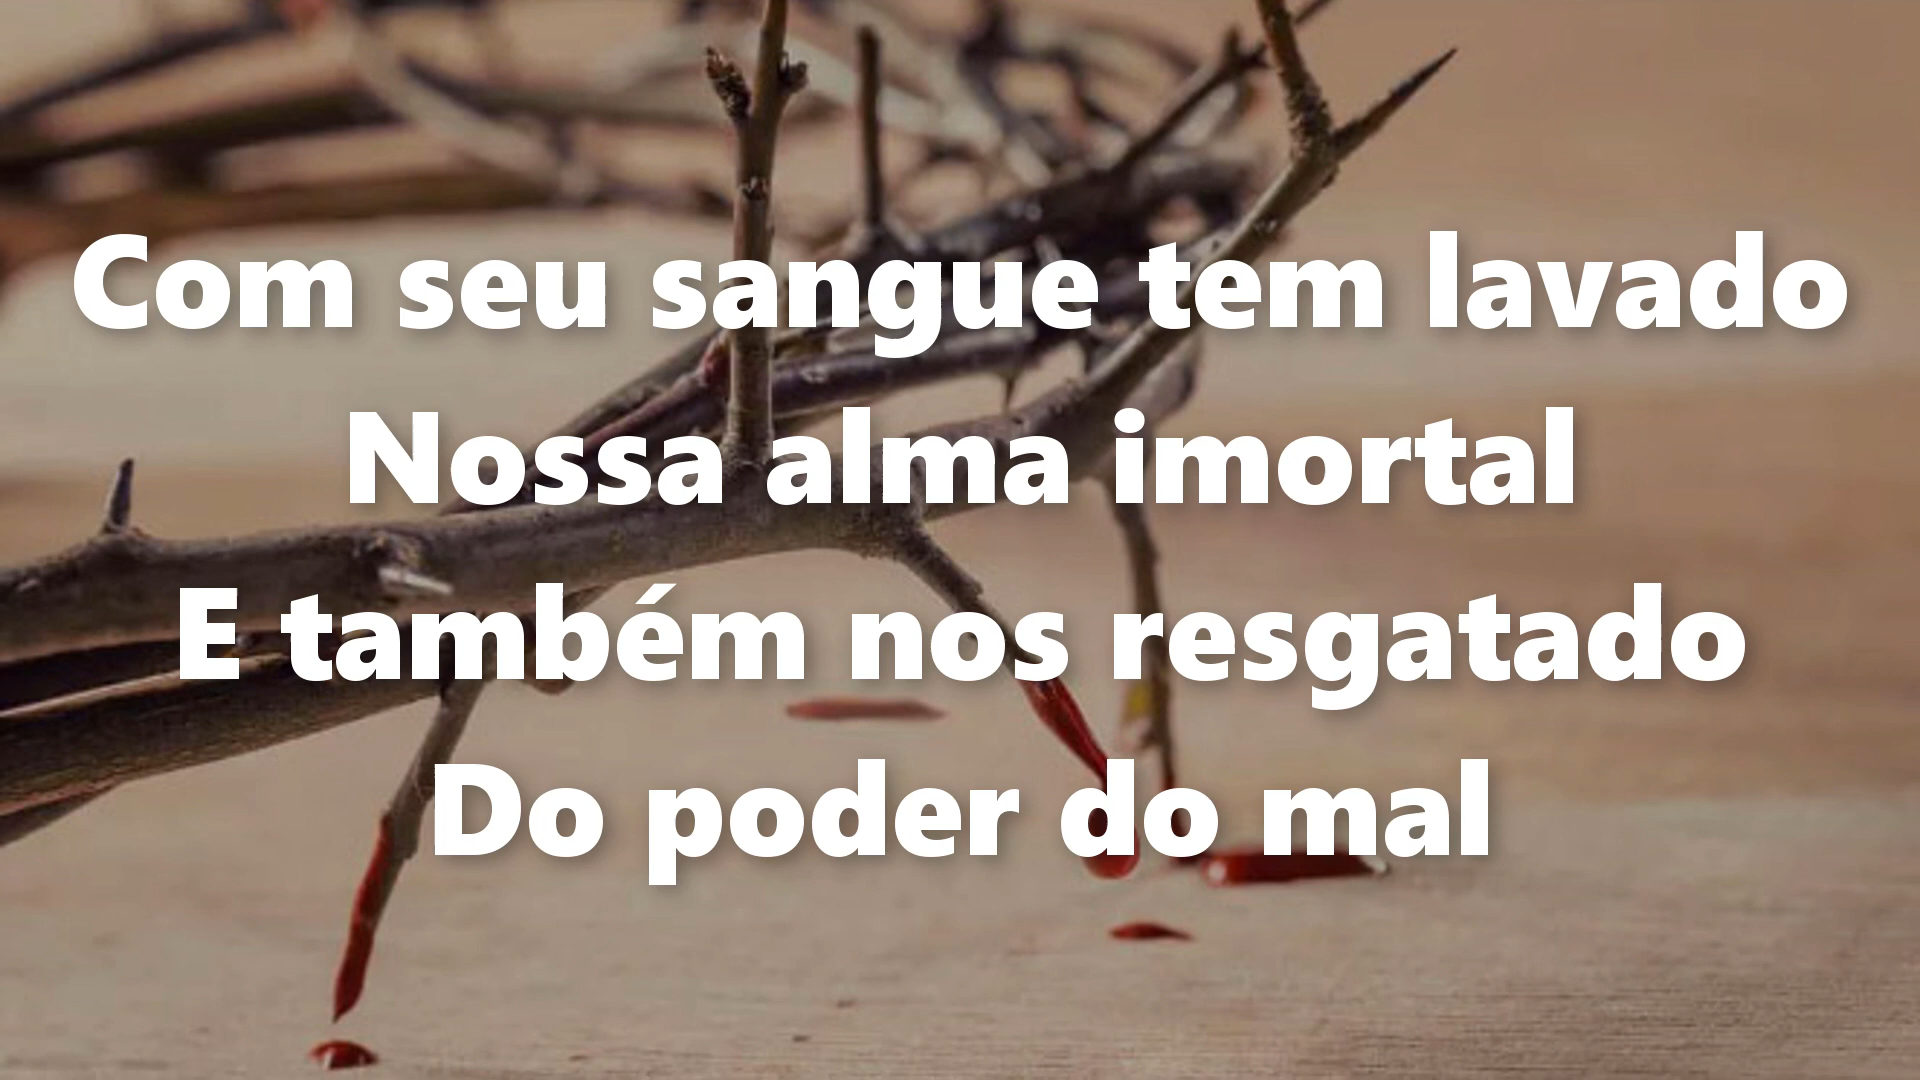 Com seu sangue tem lavado
Nossa alma imortal
E também nos resgatado
Do poder do mal